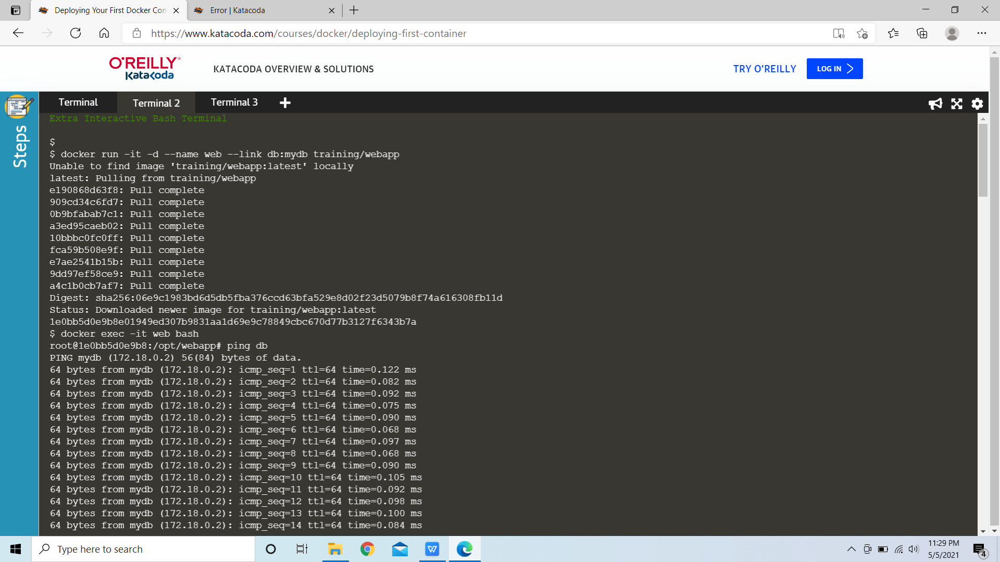 Deploying Your First Docker Con
Error | Katacoda
https://www.katacoda.com/courses/docker/deploying-first-container
O'REILLY®
Katacoda
KATACODA OVERVIEW & SOLUTIONS
TRY O'REILLY
LOG IN
Steps
Terminal
Terminal 2
Terminal 3
Extra Interactive Bash Terminal
$
$ docker run -it -d --name web --link db:mydb training/webapp
Unable to find image 'training/webapp:latest' locally
latest: Pulling from training/webapp
e190868d63f8: Pull complete
909cd34c6fd7: Pull complete
0b9bfabab7c1: Pull complete
a3ed95caeb02: Pull complete
10bbbc0fc0ff: Pull complete
fca59b508e9f: Pull complete
e7ae2541b15b: Pull complete
9dd97ef58ce9: Pull complete
a4c1b0cb7af7: Pull complete
Digest: sha256:06e9c1983bd6d5db5fba376ccd63bfa529e8d02f23d5079b8f74a616308fb11d
Status: Downloaded newer image for training/webapp:latest
1e0bb5d0e9b8e01949ed307b9831aa1d69e9c78849cbc670d77b3127f6343b7a
$ docker exec -it web bash
root@1e0bb5d0e9b8:/opt/webapp# ping db
PING mydb (172.18.0.2) 56(84) bytes of data.
64 bytes from mydb (172.18.0.2): icmp_seq=1 ttl=64 time=0.122 ms
64 bytes from mydb (172.18.0.2): icmp_seq=2 ttl=64 time=0.082 ms
64 bytes from mydb (172.18.0.2): icmp_seq=3 ttl=64 time=0.092 ms
64 bytes from mydb (172.18.0.2): icmp_seq=4 ttl=64 time=0.075 ms
64 bytes from mydb (172.18.0.2): icmp_seq=5 ttl=64 time=0.090 ms
64 bytes from mydb (172.18.0.2): icmp_seq=6 ttl=64 time=0.068 ms
64 bytes from mydb (172.18.0.2): icmp_seq=7 ttl=64 time=0.097 ms
64 bytes from mydb (172.18.0.2): icmp_seq=8 ttl=64 time=0.068 ms
64 bytes from mydb (172.18.0.2): icmp_seq=9 ttl=64 time=0.090 ms
64 bytes from mydb (172.18.0.2): icmp_seq=10 ttl=64 time=0.105 ms
64 bytes from mydb (172.18.0.2): icmp_seq=11 ttl=64 time=0.092 ms
64 bytes from mydb (172.18.0.2): icmp_seq=12 ttl=64 time=0.098 ms
64 bytes from mydb (172.18.0.2): icmp_seq=13 ttl=64 time=0.100 ms
64 bytes from mydb (172.18.0.2): icmp_seq=14 ttl=64 time=0.084 ms
Type here to search
W
11:29 PM
5/5/2021
4